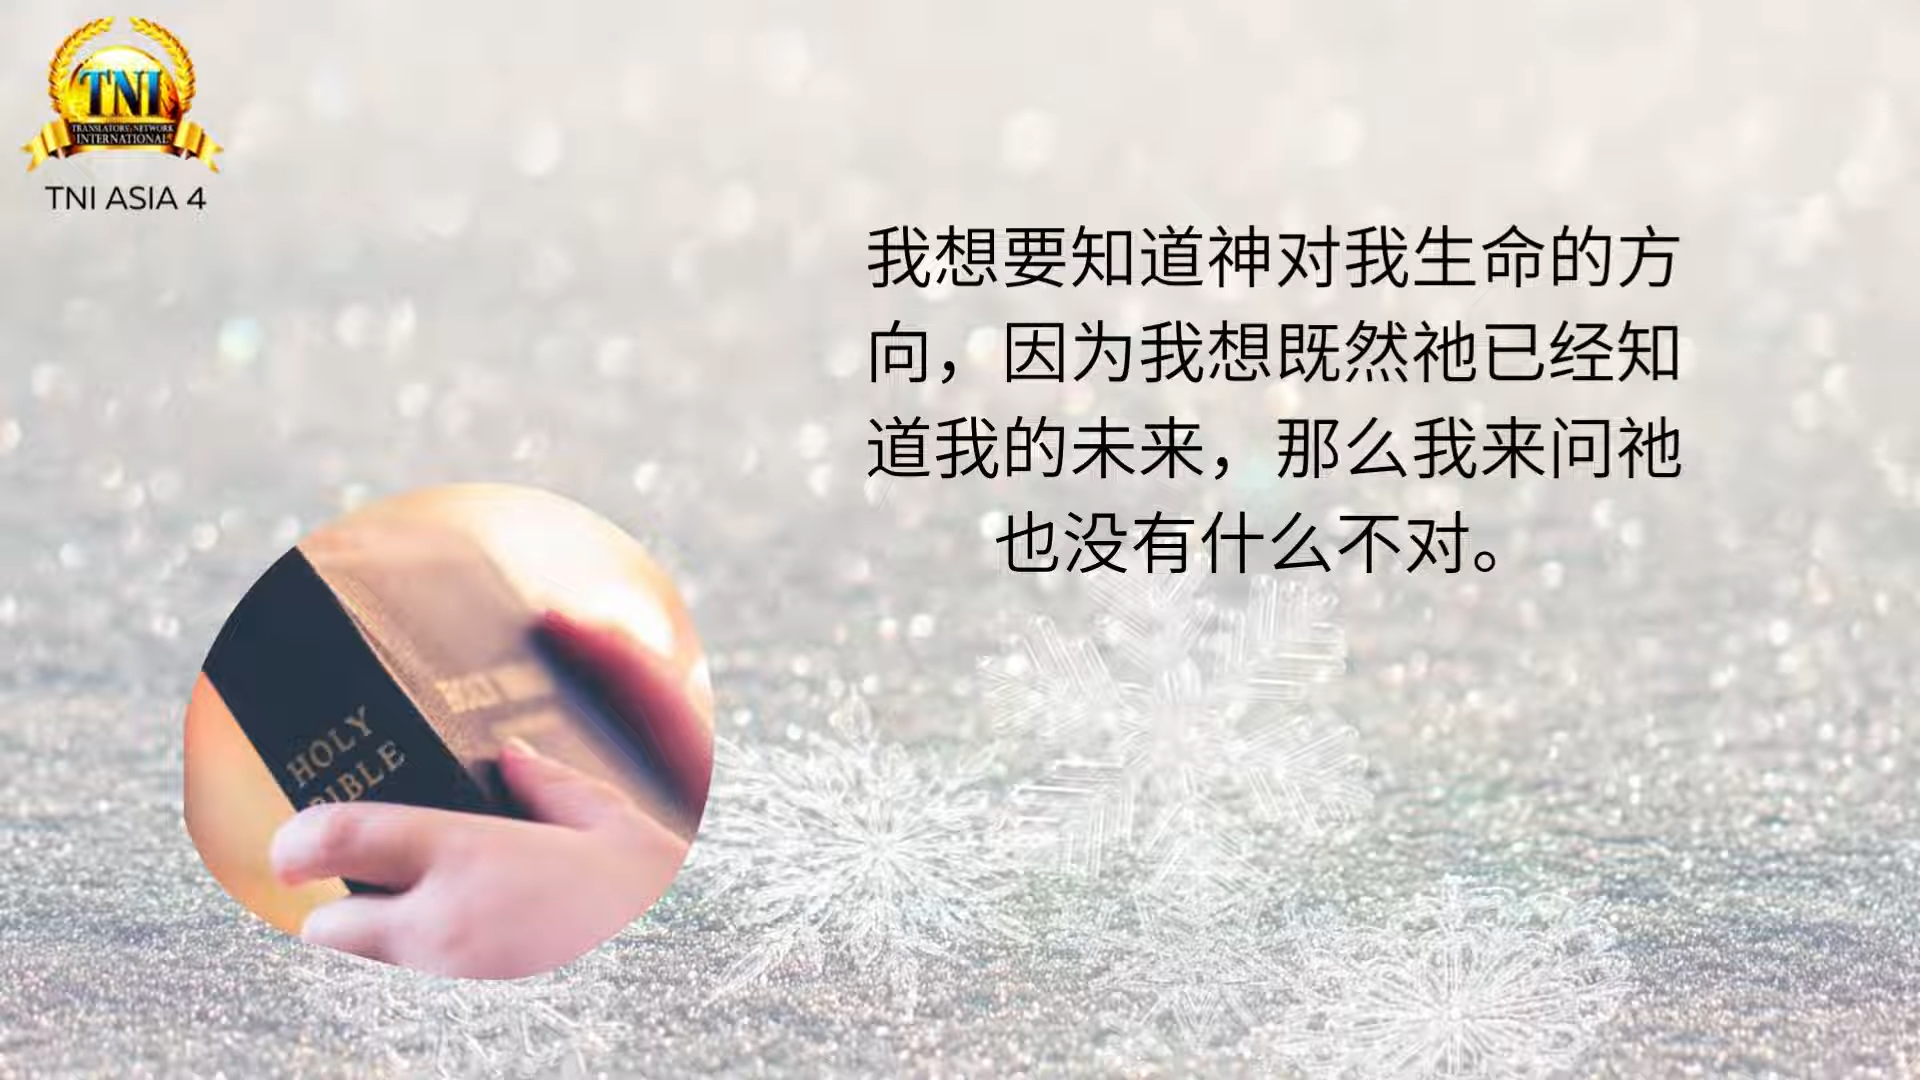 TNI
TRANSLATORS NETWORK
INTERNATIONAL
TNI ASIA 4
我想要知道神对我生命的方
向，因为我想既然祂已经知
道我的未来，那么我来问祂
也没有什么不对。
HOLY
BIBLE